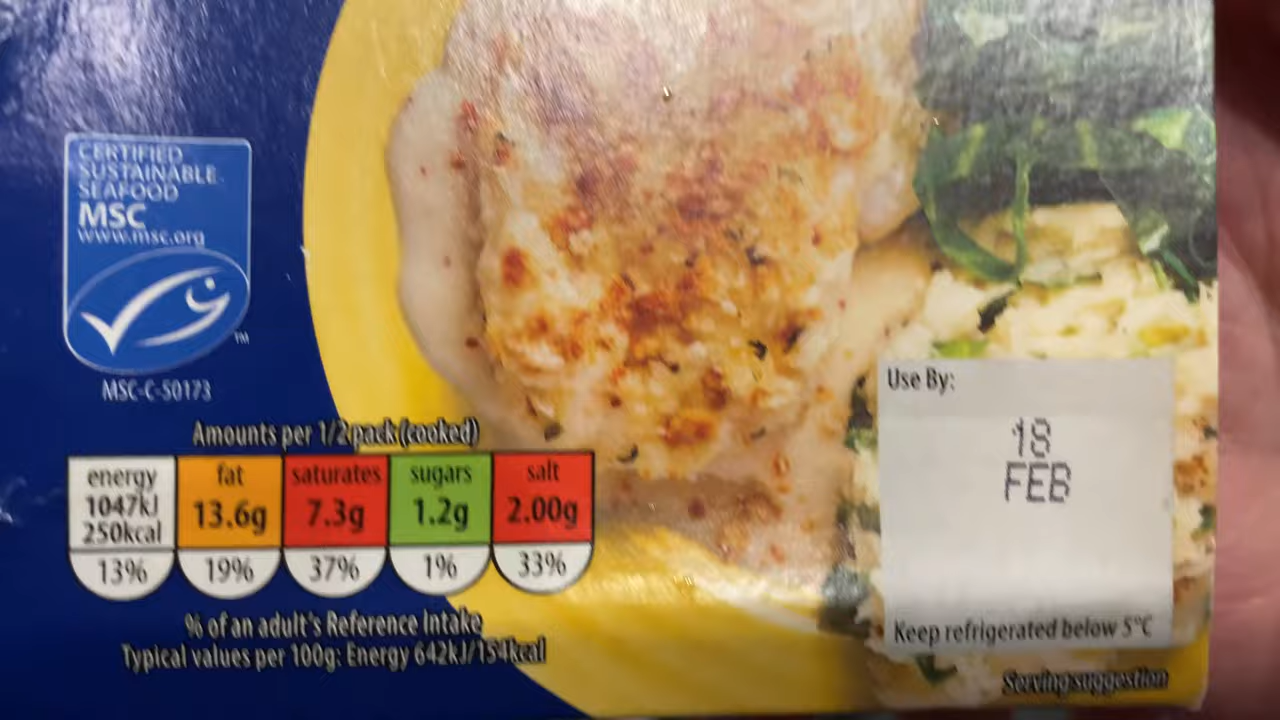 CERTIFIED
SUSTAINABLE
SEAFOOD
MSC
www.msc.org
TM
MSC-C-50173
Amounts per 1/2 pack (cooked)
energy
1047kJ
250kcal
13%
fat
13.6g
19%
saturates
7.3g
37%
sugars
1.2g
1%
salt
2.00g
33%
% of an adult's Reference Intake
Typical values per 100g: Energy 642kJ/154kcal
Use By:
18
FEB
Keep refrigerated below 5°C
Serving suggestion